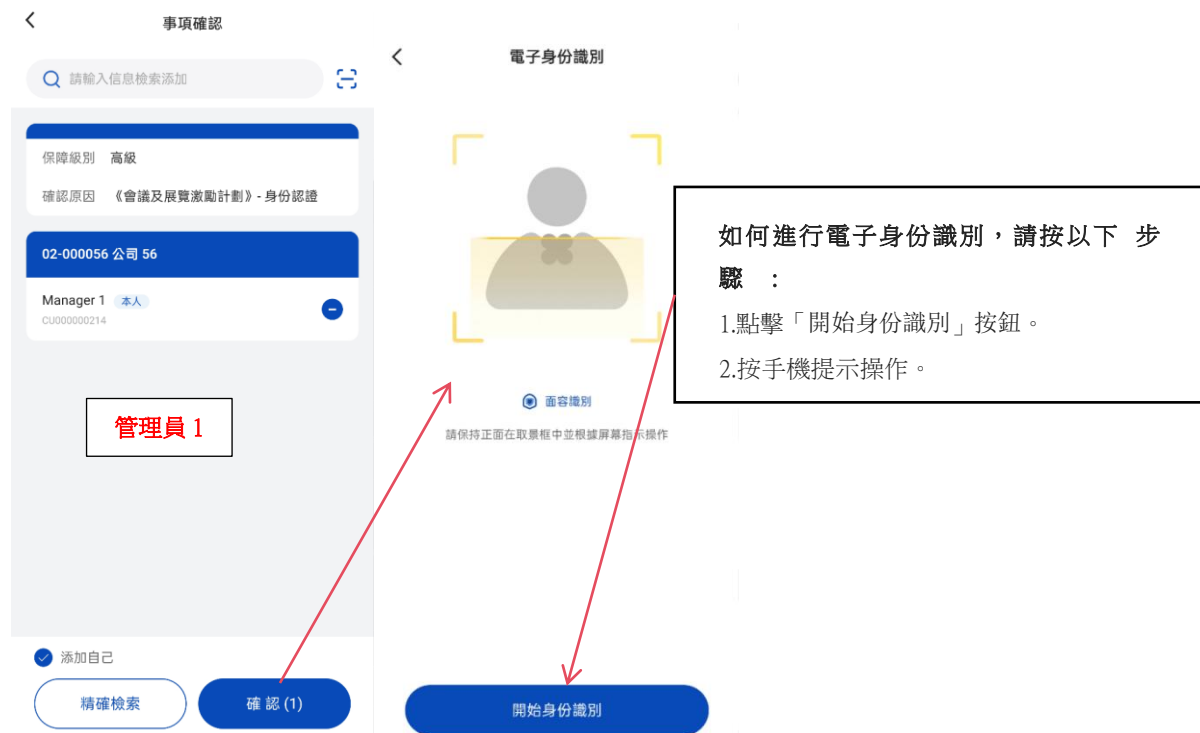 事項確認
請輸入信息檢索添加
保障級別 高級
確認原因 《會議及展覽激勵計劃》- 身份認證
02-000056 公司 56
Manager 1 本人
CU000000214
管理員 1
添加自己
精確檢索
確 認 (1)
電子身份識別
面容識別
請保持正面在取景框中並根據屏幕指示操作
開始身份識別
如何進行電子身份識別，請按以下 步
驟 ：
1.點擊「開始身份識別」按鈕。
2.按手機提示操作。